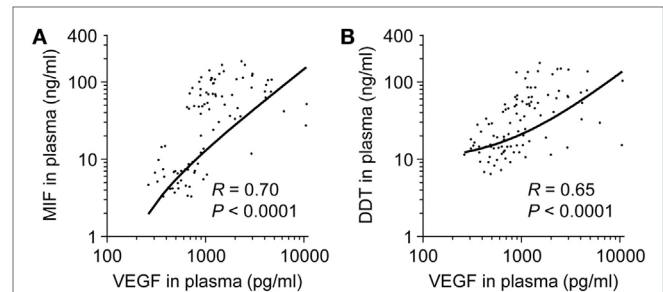 A
MIF in plasma (ng/ml)
400
100
10
1
R = 0.70
P < 0.0001
100
1000
10000
VEGF in plasma (pg/ml)
B
DDT in plasma (ng/ml)
400
100
10
1
R = 0.65
P < 0.0001
100
1000
10000
VEGF in plasma (pg/ml)